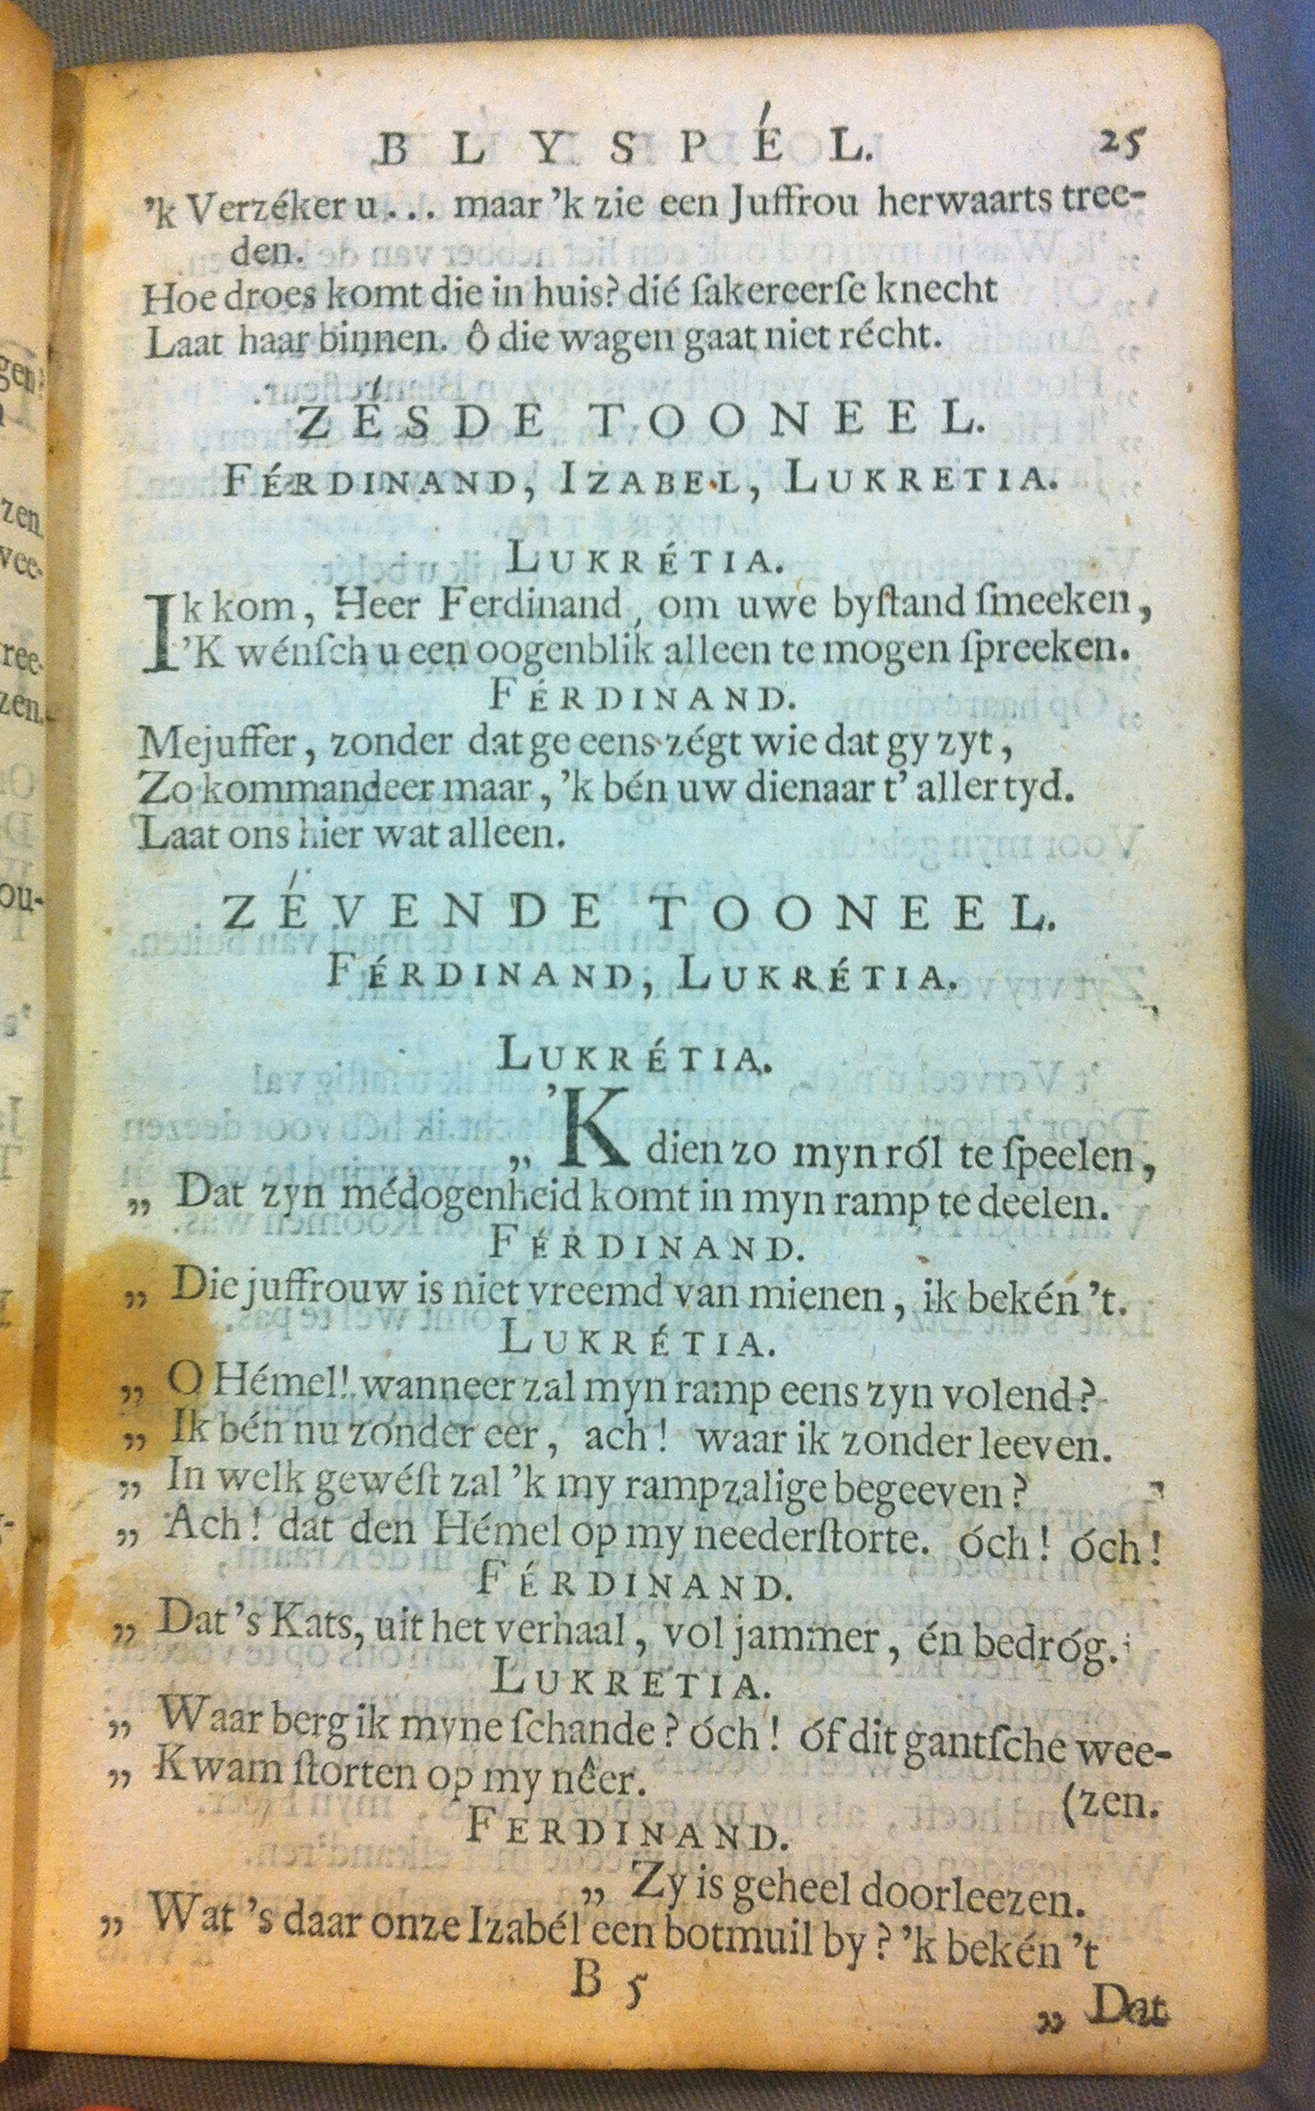 BLYSPÉL. 25
’k Verzéker u... maar ’k zie een Juffrou herwaarts tree-
den.
Hoe droes komt die in huis? dié ſakereerſe knecht
Laat haar binnen. ô die wagen gaat niet récht.
ZÉSDE TOONEEL.
FÉRDINAND, IZABEL, LUKRETIA.
LUKRÉTIA.
Ik kom, Heer Ferdinand, om uwe byſtand ſmeeken,
’K wénſch u een oogenblik alleen te mogen ſpreeken.
FÉRDINAND.
Mejuffer, zonder dat ge eens zégt wie dat gy zyt,
Zo kommandeer maar, ’k bén uw dienaar t’ aller tyd.
Laat ons hier wat alleen.
ZÉVENDE TOONEEL.
FÉRDINAND, LUKRÉTIA.
LUKRÉTIA.
„ ’K dien zo myn ról te ſpeelen,
„ Dat zyn médogenheid komt in myn ramp te deelen.
FÉRDINAND.
„ Die juffrouw is niet vreemd van mienen, ik bekén ’t.
LUKRÉTIA.
„ O Hémel! wanneer zal myn ramp eens zyn volend?
„ Ik bén nu zonder eer, ach! waar ik zonder leeven.
„ In welk gewéſt zal ’k my rampzalige begeeven?
„ Ach! dat den Hémel op my neederſtorte. óch! óch!
FÉRDINAND.
„ Dat ’s Kats, uit het verhaal, vol jammer, én bedróg.
LUKRETIA.
„ Waar berg ik myne ſchande? óch! óf dit gantſche wee-
„ Kwam ſtorten op my nêer. (zen.
FERDINAND.
„ Zy is geheel doorleezen.
„ Wat ’s daar onze Izabél een botmuil by? ’k bekén ’t
B 5
„ Dat